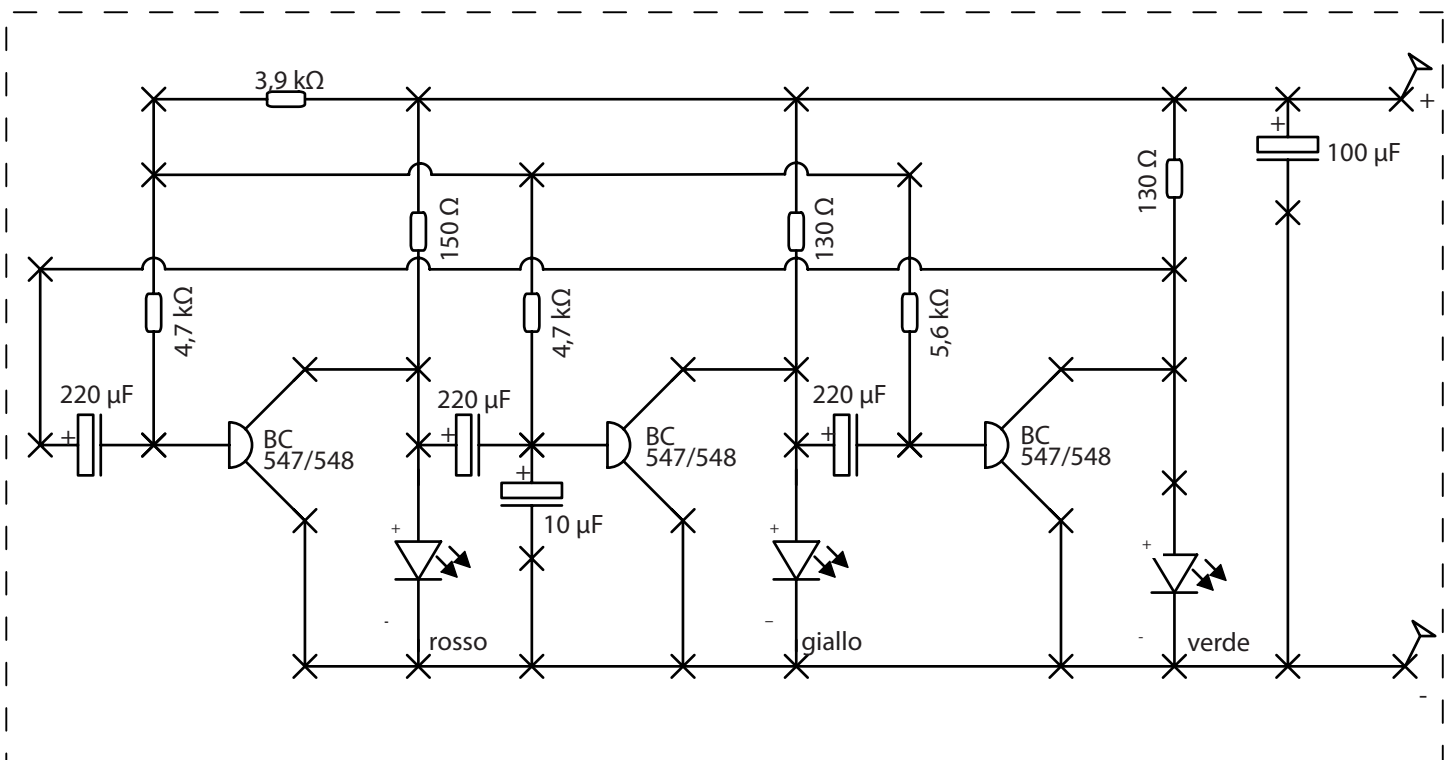 3,9 kΩ
+
+
100 µF
130 Ω
150 Ω
130 Ω
4,7 kΩ
4,7 kΩ
5,6 kΩ
220 µF
+
BC
547/548
220 µF
+
+
10 µF
BC
547/548
220 µF
+
BC
547/548
+
-
rosso
+
–
giallo
+
-
verde
-